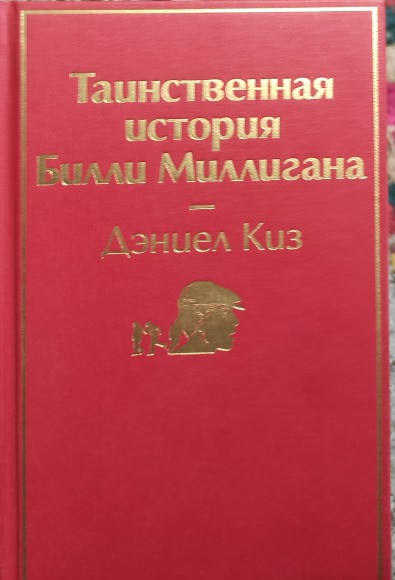 Таинственная
история
Билли Миллигана
Дэниел Киз